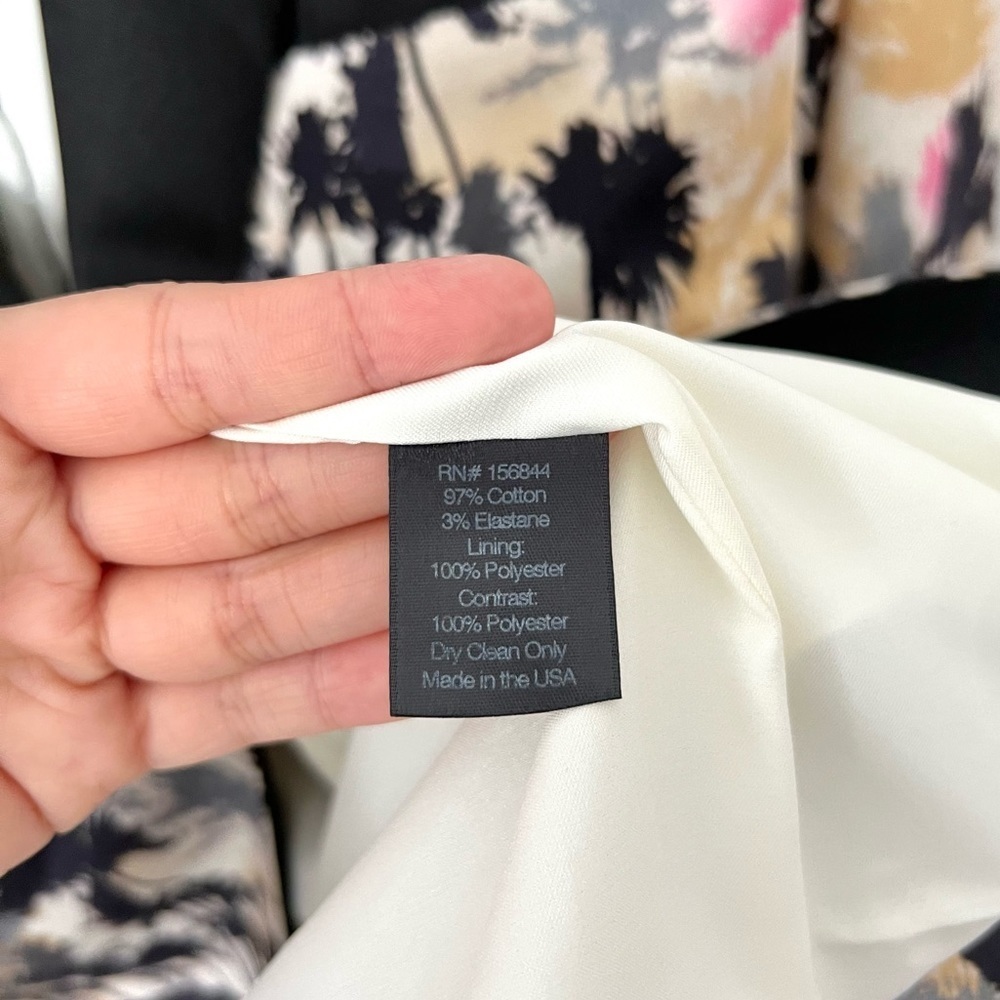 RN# 156844
97% Cotton
3% Elastane
Lining:
100% Polyester
Contrast:
100% Polyester
Dry Clean Only
Made in the USA